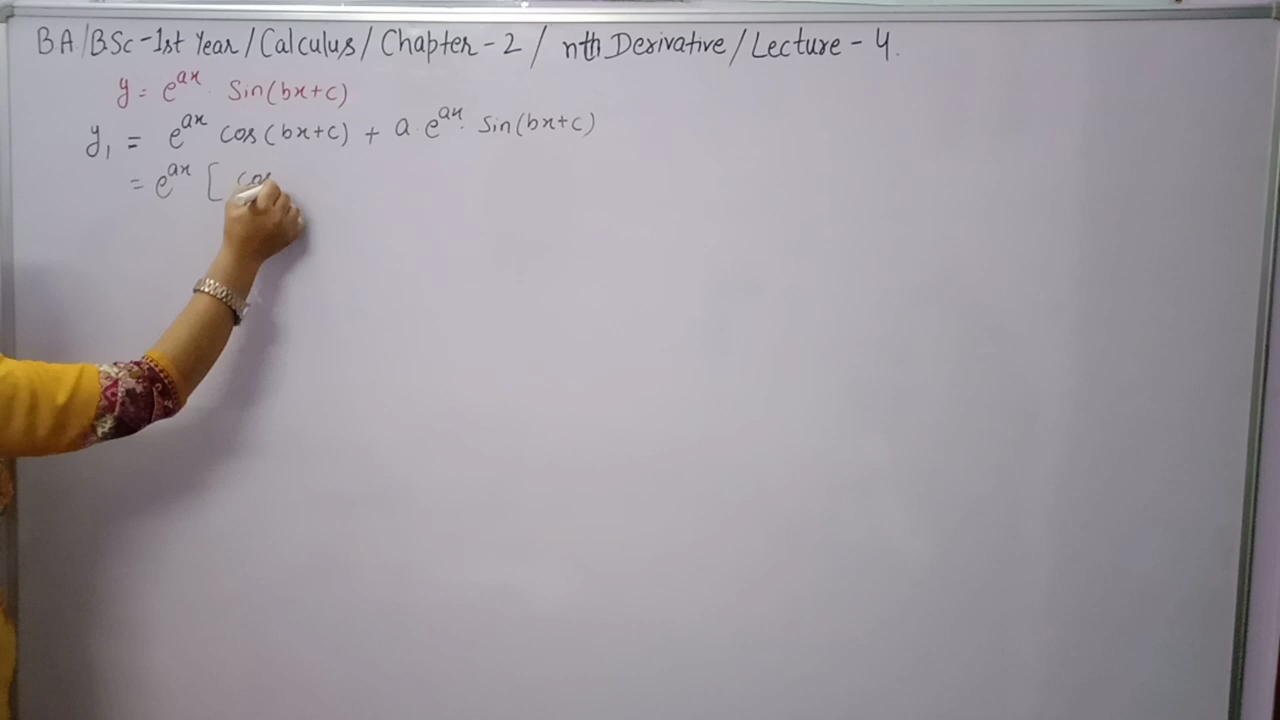 BA/BSc-1st Year/Calculus/Chapter-2/nth Derivative/Lecture-4.
y = e^{ax} · Sin(bx+c)
y₁ = e^{ax} cos(bx+c) + a·e^{ax}· Sin(bx+c)
= e^{ax} [ cos